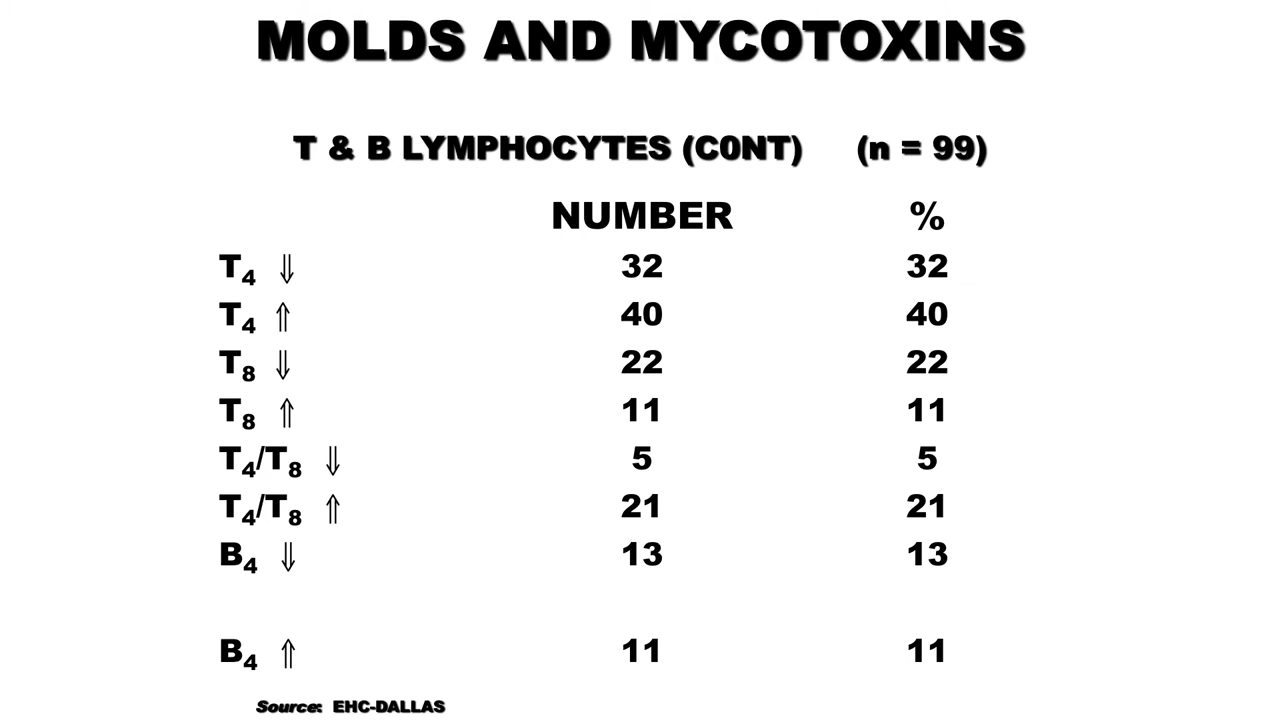 MOLDS AND MYCOTOXINS
T & B LYMPHOCYTES (C0NT) (n = 99)
NUMBER %
T₄ ⇓ 32 32
T₄ ⇑ 40 40
T₈ ⇓ 22 22
T₈ ⇑ 11 11
T₄/T₈ ⇓ 5 5
T₄/T₈ ⇑ 21 21
B₄ ⇓ 13 13
B₄ ⇑ 11 11
Source: EHC-DALLAS